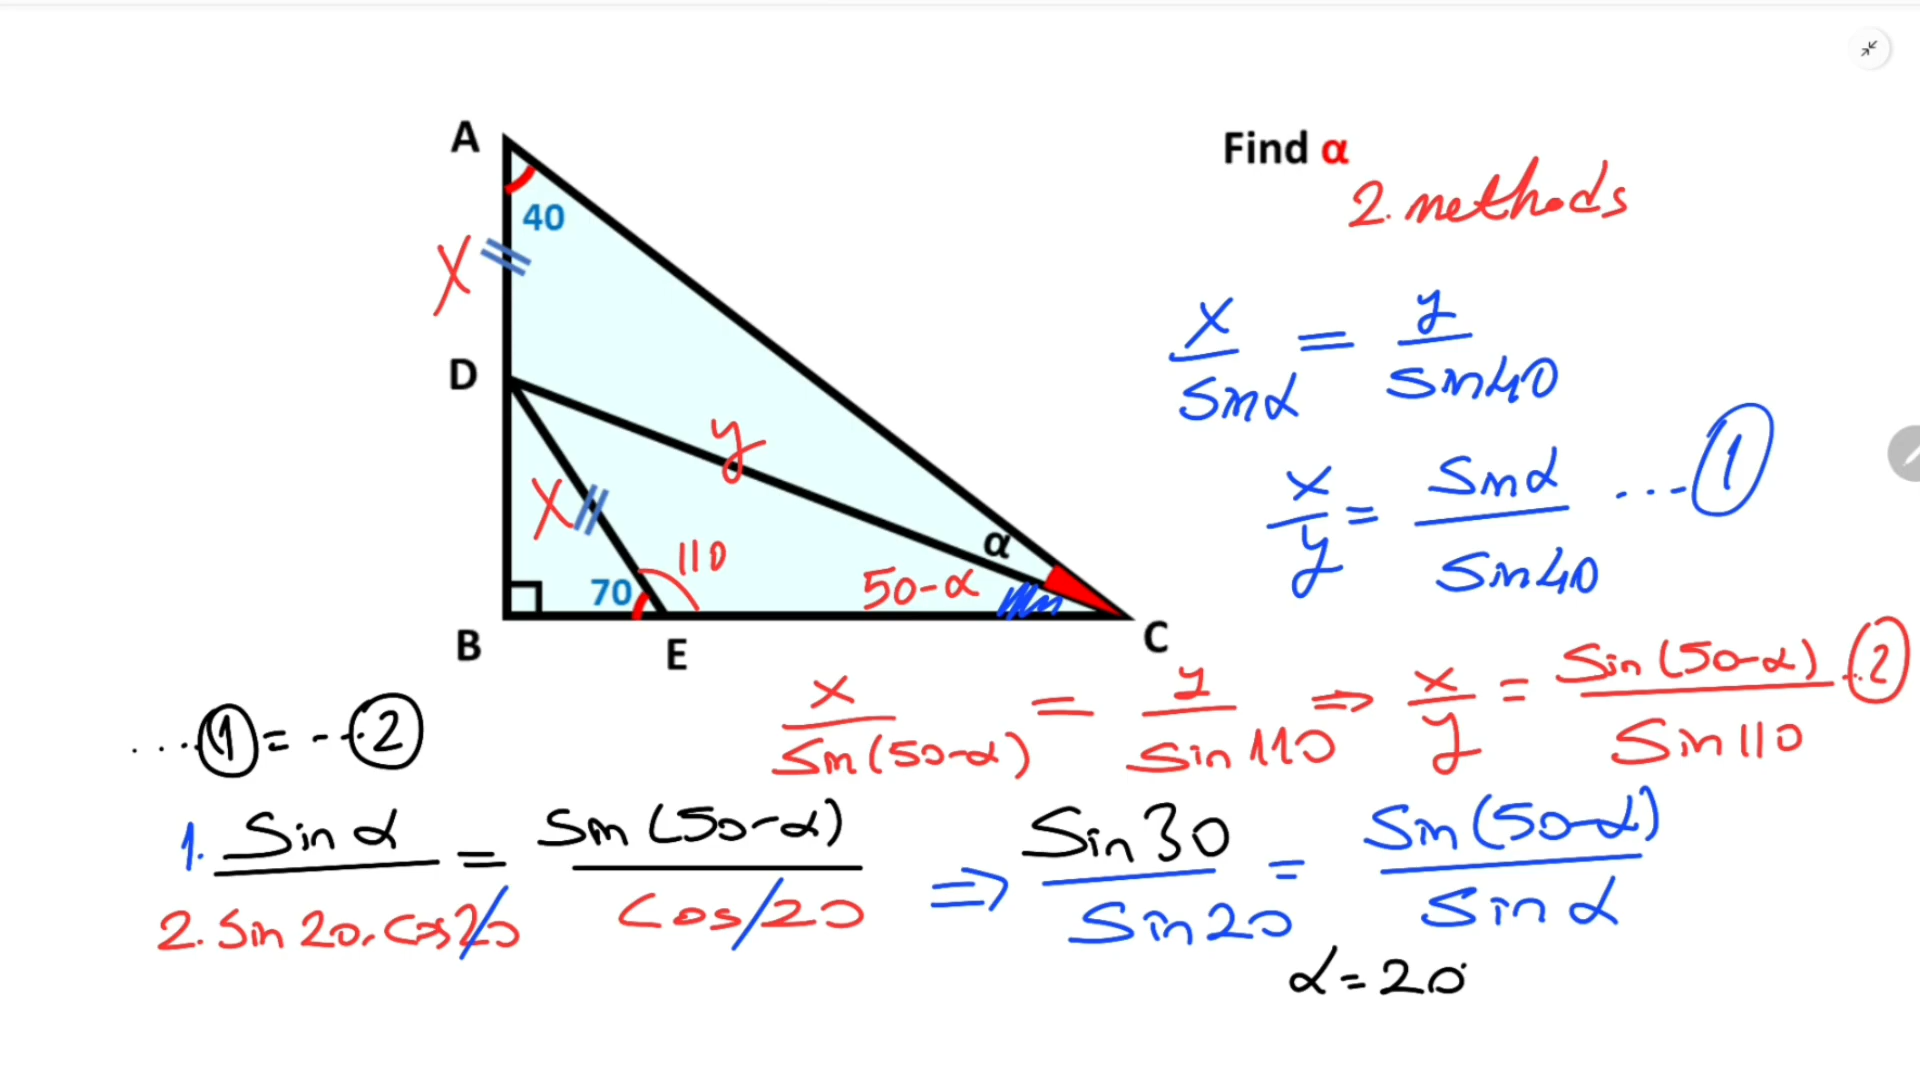 A
Find α
2. methods
40
X
x/sinα = y/sin40
D
y
x/y = sinα/sin40 ...①
X
110
α
70
50-α
B
E
C
x/sin(50-α) = y/sin110 ⇒ x/y = sin(50-α)/sin110 ..②
...① = --②
1. sinα/2.sin20.cos20 = sin(50-α)/cos20 ⇒ sin30/sin20 = sin(50-α)/sinα
α=20